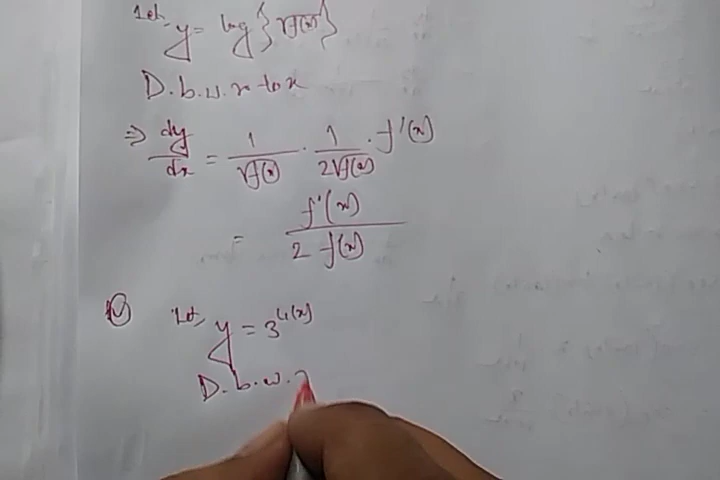 Let, y = log {√f(x)}
D.b.w.r. to x
⇒ dy/dx = 1/√f(x) · 1/2√f(x) · f'(x)
= f'(x)/2 f(x)
Let, y = 3^(x)
D.b.w.